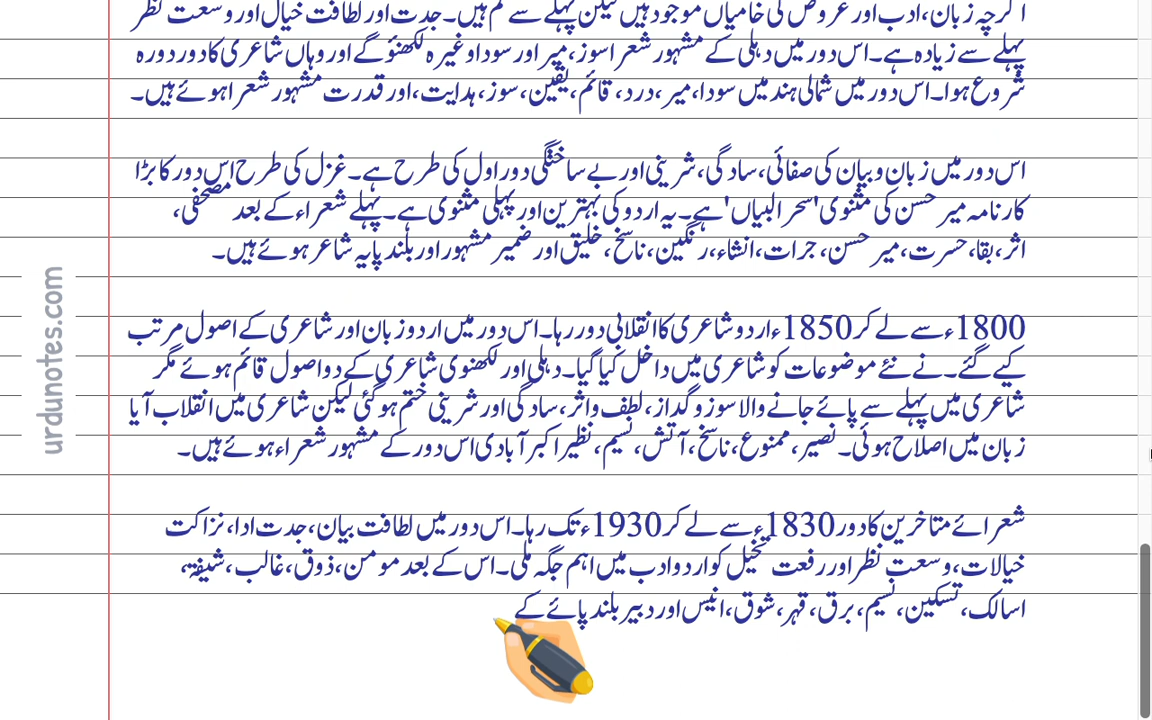 اگرچہ زبان، ادب اور عروض کی خامیاں موجود ہیں لیکن پہلے سے کم ہیں۔ جدت اور لطافت خیال اور وسعت نظر
پہلے سے زیادہ ہے۔ اس دور میں دہلی کے مشہور شعرا سوز، میر اور سودا وغیرہ لکھنؤ گے اور وہاں شاعری کا دور دورہ
شروع ہوا۔ اس دور میں شمالی ہند میں سودا، میر، درد، قائم، یقین، سوز، ہدایت، اور قدرت مشہور شعرا ہوئے ہیں۔
اس دور میں زبان و بیان کی صفائی، سادگی، شرینی اور بے ساختگی دور اول کی طرح ہے۔ غزل کی طرح اس دور کا بڑا
کارنامہ میر حسن کی مثنوی 'سحر البیاں' ہے۔ یہ اردو کی بہترین اور پہلی مثنوی ہے۔ پہلے شعراء کے بعد مصحفی،
اثر، بقا، حسرت، میر حسن، جرات، انشاء، رنگین، ناسخ، خلیق اور ضمیر مشہور اور بلند پایہ شاعر ہوئے ہیں۔
1800ء سے لے کر 1850ء اردو شاعری کا انقلابی دور رہا۔ اس دور میں اردو زبان اور شاعری کے اصول مرتب
کیے گئے۔ نے نئے موضوعات کو شاعری میں داخل کیا گیا۔ دہلی اور لکھنوی شاعری کے دو اصول قائم ہوئے مگر
شاعری میں پہلے سے پائے جانے والا سوز و گداز، لطف و اثر، سادگی اور شرینی ختم ہو گئی لیکن شاعری میں انقلاب آیا
زبان میں اصلاح ہوئی۔ نصیر، ممنوع، ناسخ، آتش، نسیم، نظیر اکبر آبادی اس دور کے مشہور شعراء ہوئے ہیں۔
شعرائے متاخرین کا دور 1830ء سے لے کر 1930ء تک رہا۔ اس دور میں لطافت بیان، جدت ادا، نزاکت
خیالات، وسعت نظر اور رفعت تخیل کو اردو ادب میں اہم جگہ ملی۔ اس کے بعد مومن، ذوق، غالب، شیفۃ،
اسالک، تسکین، نسیم، برق، قہر، شوق، انیس اور دبیر بلند پائے کے
urdunotes.com